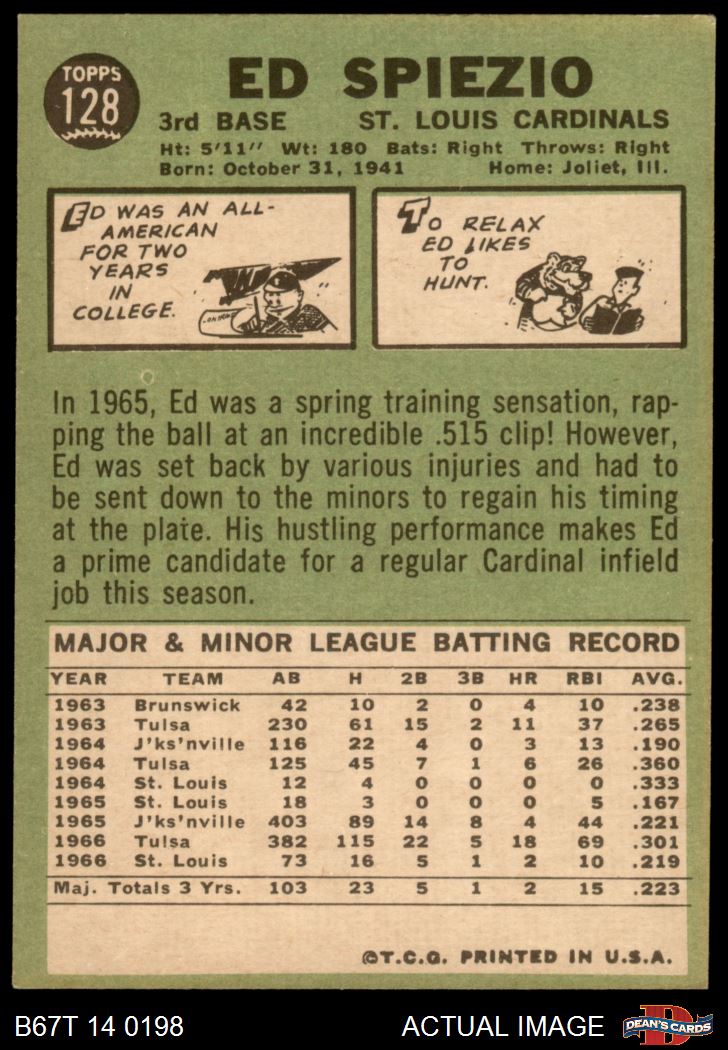 TOPPS
128
ED SPIEZIO
3rd BASE ST. LOUIS CARDINALS
Ht: 5'11" Wt: 180 Bats: Right Throws: Right
Born: October 31, 1941 Home: Joliet, Ill.
ED WAS AN ALL-
AMERICAN
FOR TWO
YEARS
IN
COLLEGE.
TO RELAX
ED LIKES
TO
HUNT.
In 1965, Ed was a spring training sensation, rap-
ping the ball at an incredible .515 clip! However,
Ed was set back by various injuries and had to
be sent down to the minors to regain his timing
at the plate. His hustling performance makes Ed
a prime candidate for a regular Cardinal infield
job this season.
MAJOR & MINOR LEAGUE BATTING RECORD
YEAR TEAM AB H 2B 3B HR RBI AVG.
1963 Brunswick 42 10 2 0 4 10 .238
1963 Tulsa 230 61 15 2 11 37 .265
1964 J'ks'nville 116 22 4 0 3 13 .190
1964 Tulsa 125 45 7 1 6 26 .360
1964 St. Louis 12 4 0 0 0 0 .333
1965 St. Louis 18 3 0 0 0 5 .167
1965 J'ks'nville 403 89 14 8 4 44 .221
1966 Tulsa 382 115 22 5 18 69 .301
1966 St. Louis 73 16 5 1 2 10 .219
Maj. Totals 3 Yrs. 103 23 5 1 2 15 .223
©T.C.G. PRINTED IN U.S.A.
B67T 14 0198 ACTUAL IMAGE
DEAN'S CARDS